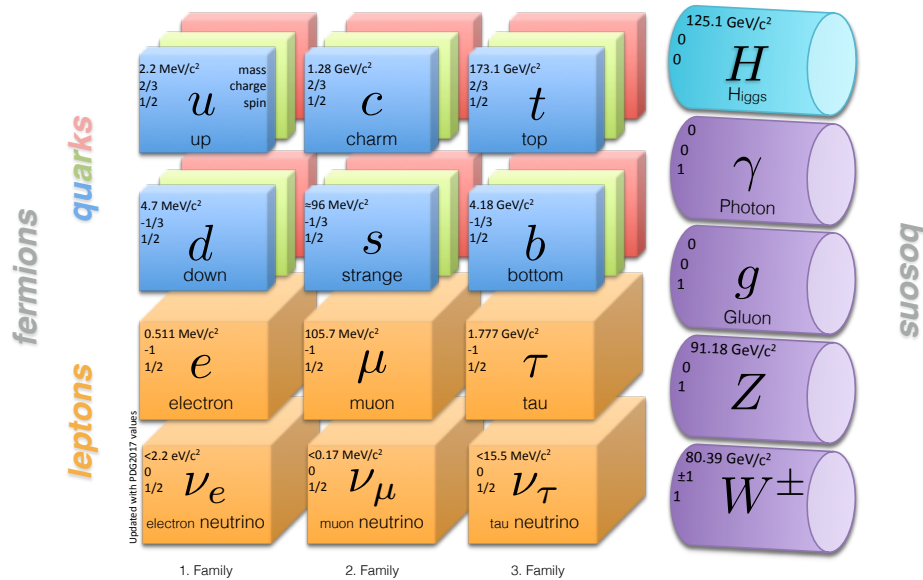 fermions
quarks
leptons
bosons
2.2 MeV/c² mass
2/3 charge
1/2 spin
u
up
1.28 GeV/c²
2/3
1/2
c
charm
173.1 GeV/c²
2/3
1/2
t
top
4.7 MeV/c²
-1/3
1/2
d
down
≈96 MeV/c²
-1/3
1/2
s
strange
4.18 GeV/c²
-1/3
1/2
b
bottom
0.511 MeV/c²
-1
1/2
e
electron
105.7 MeV/c²
-1
1/2
μ
muon
1.777 GeV/c²
-1
1/2
τ
tau
<2.2 eV/c²
0
1/2
νe
electron neutrino
<0.17 MeV/c²
0
1/2
νμ
muon neutrino
<15.5 MeV/c²
0
1/2
ντ
tau neutrino
1. Family
2. Family
3. Family
Updated with PDG2017 values
125.1 GeV/c²
0
0
H
Higgs
0
0
1
γ
Photon
0
0
1
g
Gluon
91.18 GeV/c²
0
1
Z
80.39 GeV/c²
±1
1
W±